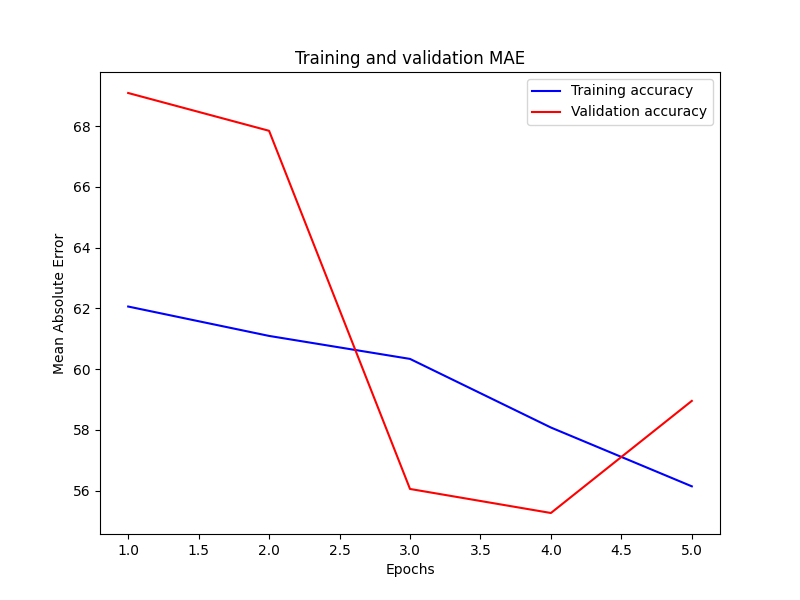 Training and validation MAE
Training accuracy
Validation accuracy
Mean Absolute Error
68
66
64
62
60
58
56
1.0 1.5 2.0 2.5 3.0 3.5 4.0 4.5 5.0
Epochs